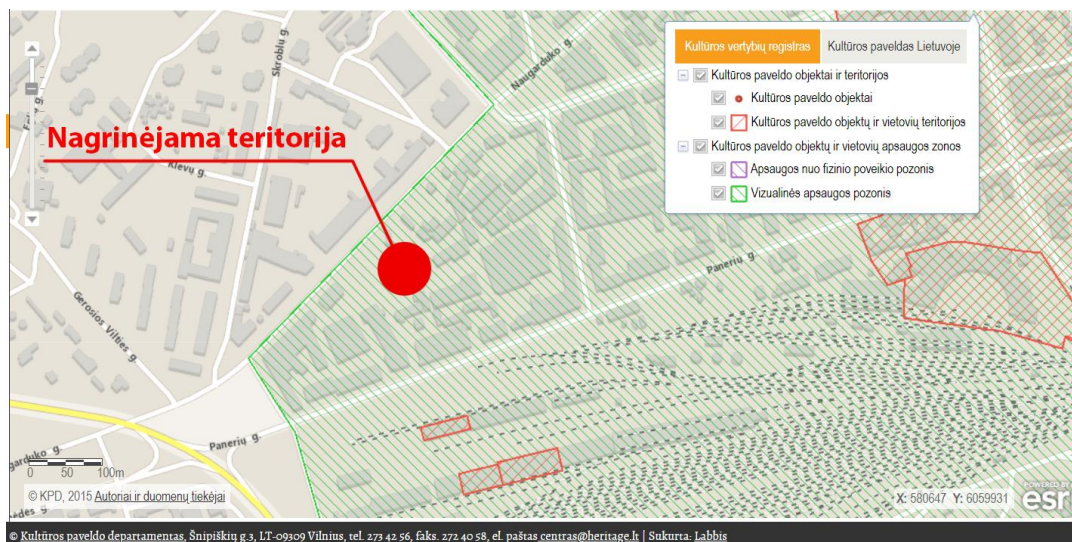 Kultūros vertybių registras
Kultūros paveldas Lietuvoje
Kultūros paveldo objektai ir teritorijos
Kultūros paveldo objektai
Kultūros paveldo objektų ir vietovių teritorijos
Kultūros paveldo objektų ir vietovių apsaugos zonos
Apsaugos nuo fizinio poveikio pozonis
Vizualinės apsaugos pozonis
Skroblų g.
Naugarduko g.
Nagrinėjama teritorija
Klevų g.
Panerių g.
Gerosios Vilties g.
Panerių g.
0 50 100m
© KPD, 2015 Autoriai ir duomenų tiekėjai
X: 580647 Y: 6059931
POWERED BY
esri
© Kultūros paveldo departamentas, Šnipiškių g.3, LT-09309 Vilnius, tel. 273 42 56, faks. 272 40 58, el. paštas centras@heritage.lt | Sukurta: Labbis